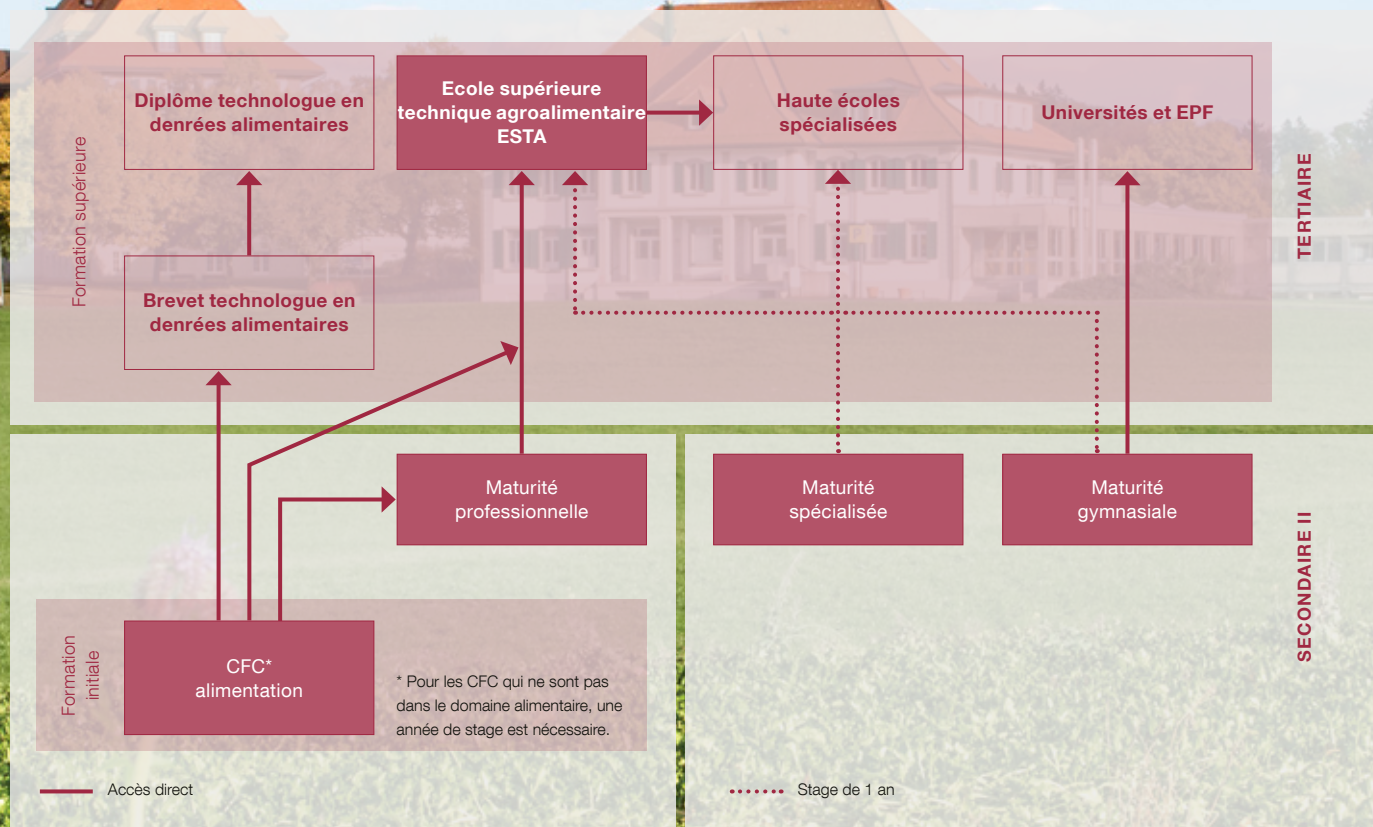 Diplôme technologue en
denrées alimentaires
Ecole supérieure
technique agroalimentaire
ESTA
Haute écoles
spécialisées
Universités et EPF
Formation supérieure
TERTIAIRE
Brevet technologue en
denrées alimentaires
Maturité
professionnelle
Maturité
spécialisée
Maturité
gymnasiale
SECONDAIRE II
Formation
initiale
CFC*
alimentation
* Pour les CFC qui ne sont pas
dans le domaine alimentaire, une
année de stage est nécessaire.
Accès direct
Stage de 1 an